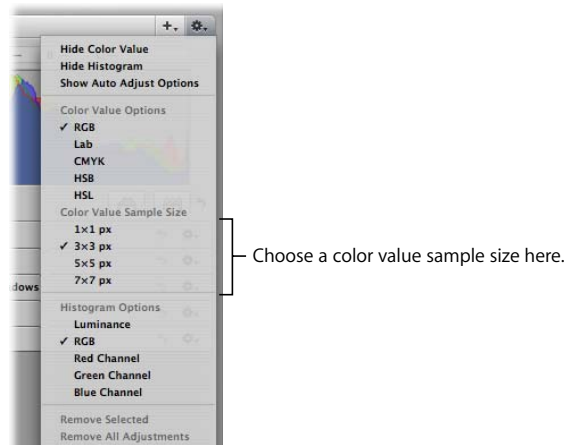 Hide Color Value
Hide Histogram
Show Auto Adjust Options
Color Value Options
✓ RGB
Lab
CMYK
HSB
HSL
Color Value Sample Size
1×1 px
✓ 3×3 px
5×5 px
7×7 px
Choose a color value sample size here.
dows
Histogram Options
Luminance
✓ RGB
Red Channel
Green Channel
Blue Channel
Remove Selected
Remove All Adjustments